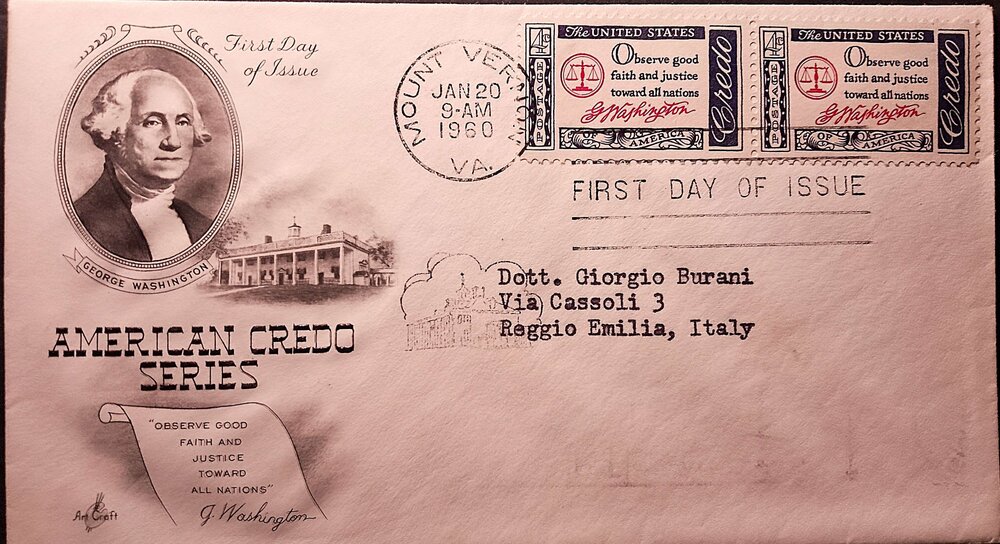 First Day
of Issue
GEORGE WASHINGTON
AMERICAN CREDO
SERIES
"OBSERVE GOOD
FAITH AND
JUSTICE
TOWARD
ALL NATIONS"
G. Washington
Art Craft
MOUNT VERNON
JAN 20
9-AM
1960
VA.
4¢
POSTAGE
The UNITED STATES
Observe good
faith and justice
toward all nations
G Washington
OF AMERICA
Credo
4¢
POSTAGE
The UNITED STATES
Observe good
faith and justice
toward all nations
G Washington
OF AMERICA
Credo
FIRST DAY OF ISSUE
Dott. Giorgio Burani
Via Cassoli 3
Reggio Emilia, Italy